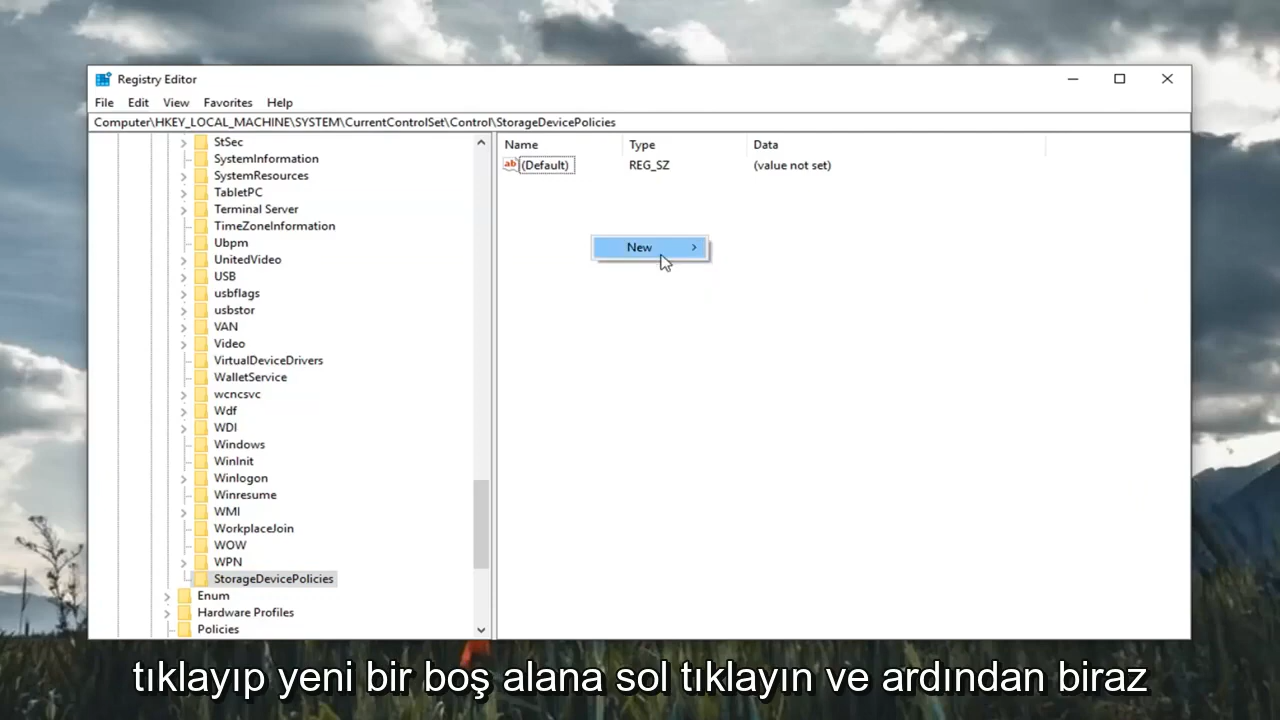 Registry Editor
File Edit View Favorites Help
Computer\HKEY_LOCAL_MACHINE\SYSTEM\CurrentControlSet\Control\StorageDevicePolicies
StSec
SystemInformation
SystemResources
TabletPC
Terminal Server
TimeZoneInformation
Ubpm
UnitedVideo
USB
usbflags
usbstor
VAN
Video
VirtualDeviceDrivers
WalletService
wcncsvc
Wdf
WDI
Windows
WinInit
Winlogon
Winresume
WMI
WorkplaceJoin
WOW
WPN
StorageDevicePolicies
Enum
Hardware Profiles
Policies
Name Type Data
ab (Default) REG_SZ (value not set)
New
tıklayıp yeni bir boş alana sol tıklayın ve ardından biraz